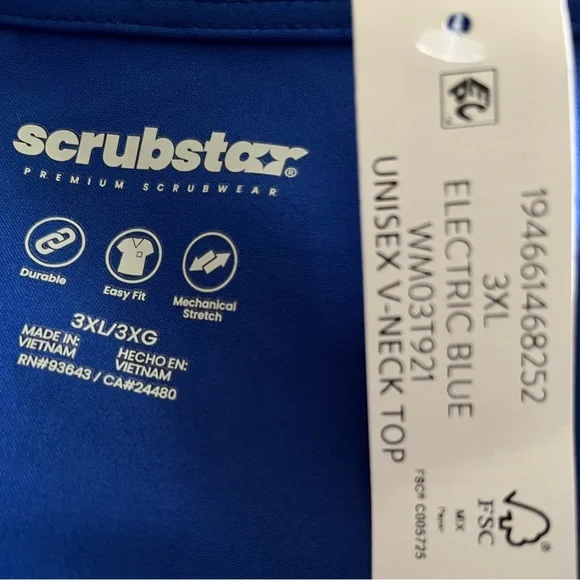 scrubstar®
PREMIUM SCRUBWEAR
Durable
Easy Fit
Mechanical
Stretch
3XL/3XG
MADE IN:
VIETNAM
HECHO EN:
VIETNAM
RN#93643 / CA#24480
194661468252
3XL
ELECTRIC BLUE
WM03T921
UNISEX V-NECK TOP
FSC
MIX
Paper
FSC® C005725